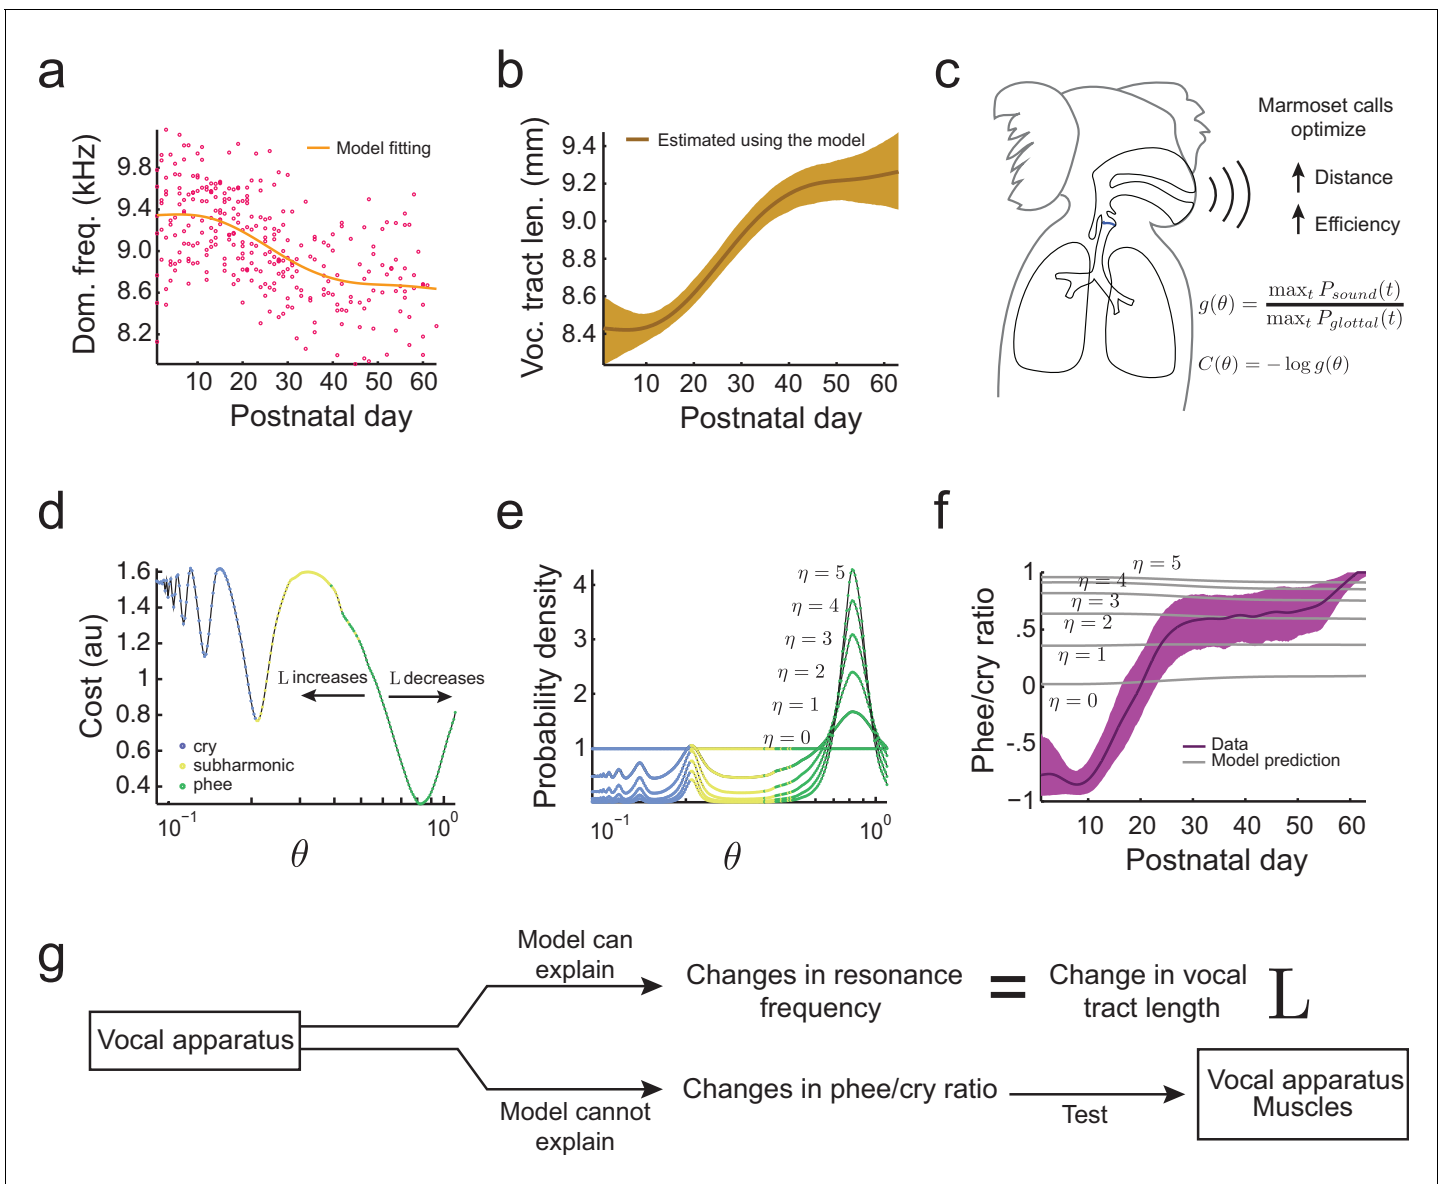 a
Dom. freq. (kHz)
9.8
9.4
9.0
8.6
8.2
Model fitting
10 20 30 40 50 60
Postnatal day
b
Voc. tract len. (mm)
9.4
9.2
9.0
8.8
8.6
8.4
Estimated using the model
10 20 30 40 50 60
Postnatal day
c
Marmoset calls
optimize
Distance
Efficiency
g(θ) = max_t P_sound(t) / max_t P_glottal(t)
C(θ) = − log g(θ)
d
Cost (au)
1.6
1.4
1.2
1
0.8
0.6
0.4
L increases
L decreases
cry
subharmonic
phee
10⁻¹ 10⁰
θ
e
Probability density
4
3
2
1
η = 5
η = 4
η = 3
η = 2
η = 1
η = 0
10⁻¹ 10⁰
θ
f
Phee/cry ratio
1
.5
0
-.5
−1
η = 5
η = 4
η = 3
η = 2
η = 1
η = 0
Data
Model prediction
10 20 30 40 50 60
Postnatal day
g
Vocal apparatus
Model can
explain
Changes in resonance
frequency
=
Change in vocal
tract length
L
Model cannot
explain
Changes in phee/cry ratio
Test
Vocal apparatus
Muscles